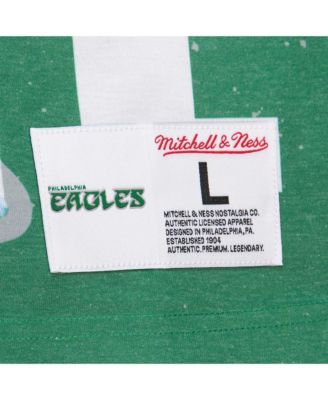 PHILADELPHIA
EAGLES
Mitchell & Ness
L
MITCHELL & NESS NOSTALGIA CO.
AUTHENTIC LICENSED APPAREL
DESIGNED IN PHILADELPHIA, PA.
ESTABLISHED 1904
AUTHENTIC. PREMIUM. LEGENDARY.